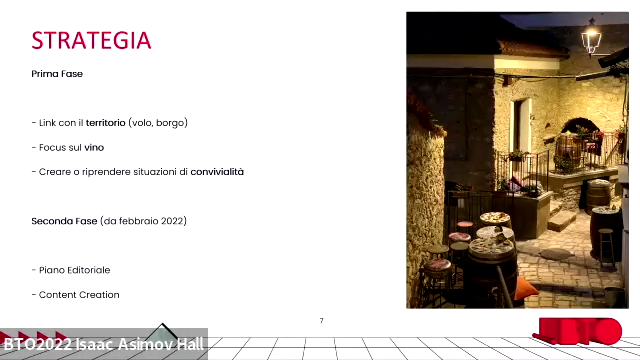 STRATEGIA
Prima Fase
- Link con il territorio (volo, borgo)
- Focus sul vino
- Creare o riprendere situazioni di convivialità
Seconda Fase (da febbraio 2022)
- Piano Editoriale
- Content Creation
7
BTO2022 Isaac Asimov Hall
BTO